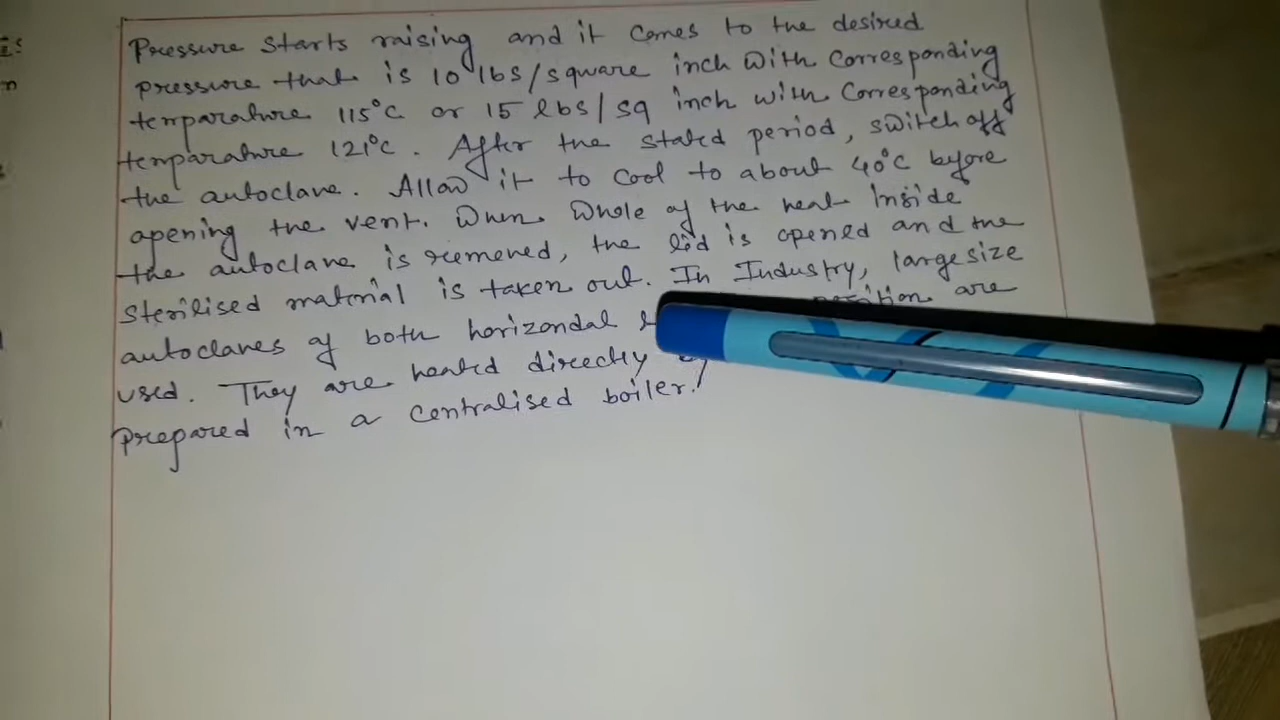 Pressure starts raising and it comes to the desired
pressure that is 10 lbs/square inch with corresponding
temparature 115°C or 15 lbs/sq inch with corresponding
temparature 121°C. After the stated period, switch off
the autoclave. Allow it to cool to about 40°C before
opening the vent. When whole of the heat inside
the autoclave is removed, the lid is opened and the
sterilised material is taken out. In Industry, large size
autoclaves of both horizondal position are
used. They are heated directly
prepared in a centralised boiler.